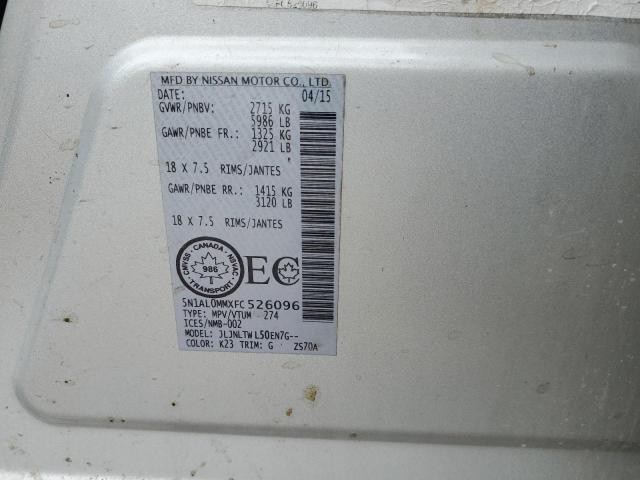 FC526096
MFD BY NISSAN MOTOR CO., LTD.
DATE: 04/15
GVWR/PNBV: 2715 KG
5986 LB
GAWR/PNBE FR.: 1325 KG
2921 LB
18 X 7.5 RIMS/JANTES
GAWR/PNBE RR.: 1415 KG
3120 LB
18 X 7.5 RIMS/JANTES
CANADA
CMVSS NSVAC
986
TRANSPORT
EC
5N1AL0MMXFC526096
TYPE: MPV/VTUM 274
ICES/NMB-002
MODEL: JLJNLTWL50EN7G--
COLOR: K23 TRIM: G ZS70A